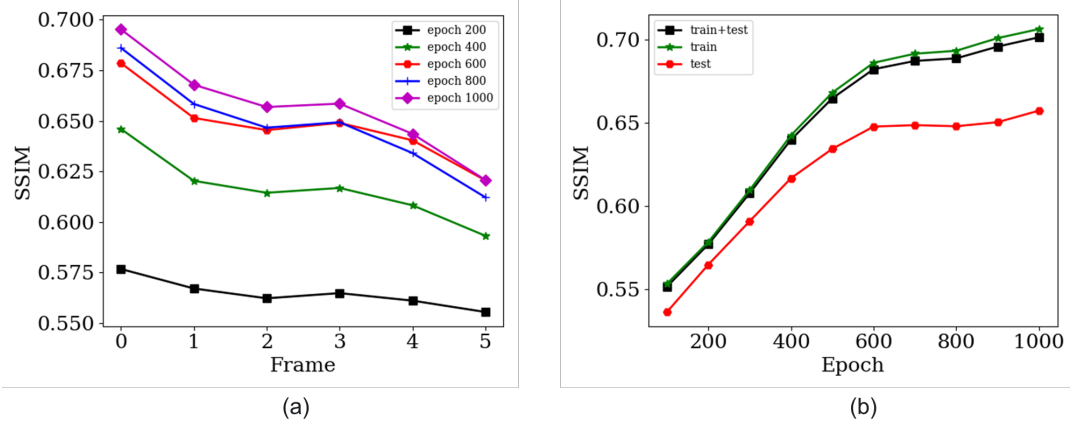 0.700
0.675
0.650
0.625
0.600
0.575
0.550
SSIM
epoch 200
epoch 400
epoch 600
epoch 800
epoch 1000
0 1 2 3 4 5
Frame
(a)
0.70
0.65
0.60
0.55
SSIM
train+test
train
test
200 400 600 800 1000
Epoch
(b)